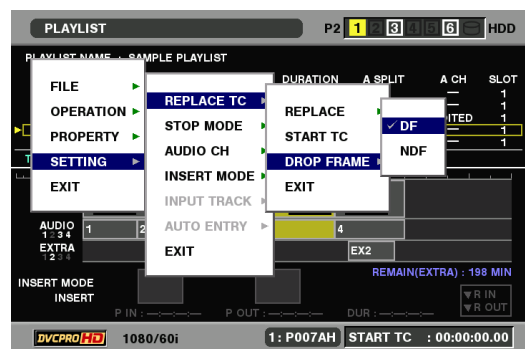 PLAYLIST P2 1 2 3 4 5 6 HDD
PLAYLIST NAME : SAMPLE PLAYLIST
DURATION A SPLIT A CH SLOT
1
1
1
1
FILE
OPERATION
PROPERTY
SETTING
EXIT
REPLACE TC
STOP MODE
AUDIO CH
INSERT MODE
INPUT TRACK
AUTO ENTRY
EXIT
REPLACE
START TC
DROP FRAME
EXIT
✓ DF
NDF
AUDIO 1 2 3 4
1 2 4
EXTRA 1 2 3 4
EX2
REMAIN(EXTRA) : 198 MIN
INSERT MODE
INSERT
P IN : --:--:--:-- P OUT : --:--:--:-- DUR : --:--:--:--
▼R IN
▼R OUT
DVCPRO HD 1080/60i 1: P007AH START TC : 00:00:00.00